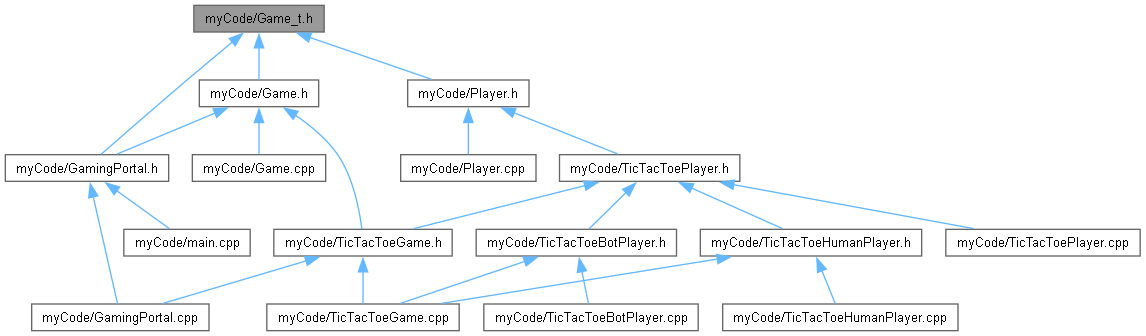 myCode/Game_t.h
myCode/Game.h
myCode/Player.h
myCode/GamingPortal.h
myCode/Game.cpp
myCode/Player.cpp
myCode/TicTacToePlayer.h
myCode/main.cpp
myCode/TicTacToeGame.h
myCode/TicTacToeBotPlayer.h
myCode/TicTacToeHumanPlayer.h
myCode/TicTacToePlayer.cpp
myCode/GamingPortal.cpp
myCode/TicTacToeGame.cpp
myCode/TicTacToeBotPlayer.cpp
myCode/TicTacToeHumanPlayer.cpp